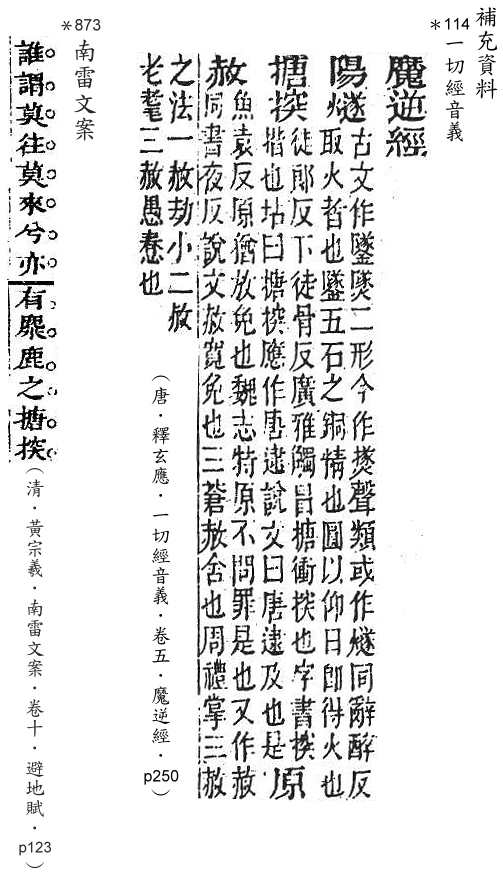 補充資料
＊114
一切經音義
魔逆經
陽燧古文作鐆墜二形今作㸂聲類或作燧同辭醉反
火取火者也鐆五石之銅精也圓以仰日即得火也
搪揬徒郎反下徒骨反廣雅觸冒搪衝揬也字書揬
揩也坫曰搪揬應作唐逮說文曰唐逮及也是原
魚袁反原猶放免也魏志特原不問罪是也又作赦
赦同書夜反說文赦寬免也三蒼赦舍也周禮掌三赦
之法一赦幼小二赦
老耄三赦愚惷也
（唐．釋玄應．一切經音義．卷五．魔逆經．p250）
＊873
南雷文案
誰謂莫往莫來兮亦有麋鹿之搪揬
（清．黃宗羲．南雷文案．卷十．避地賦．p123）